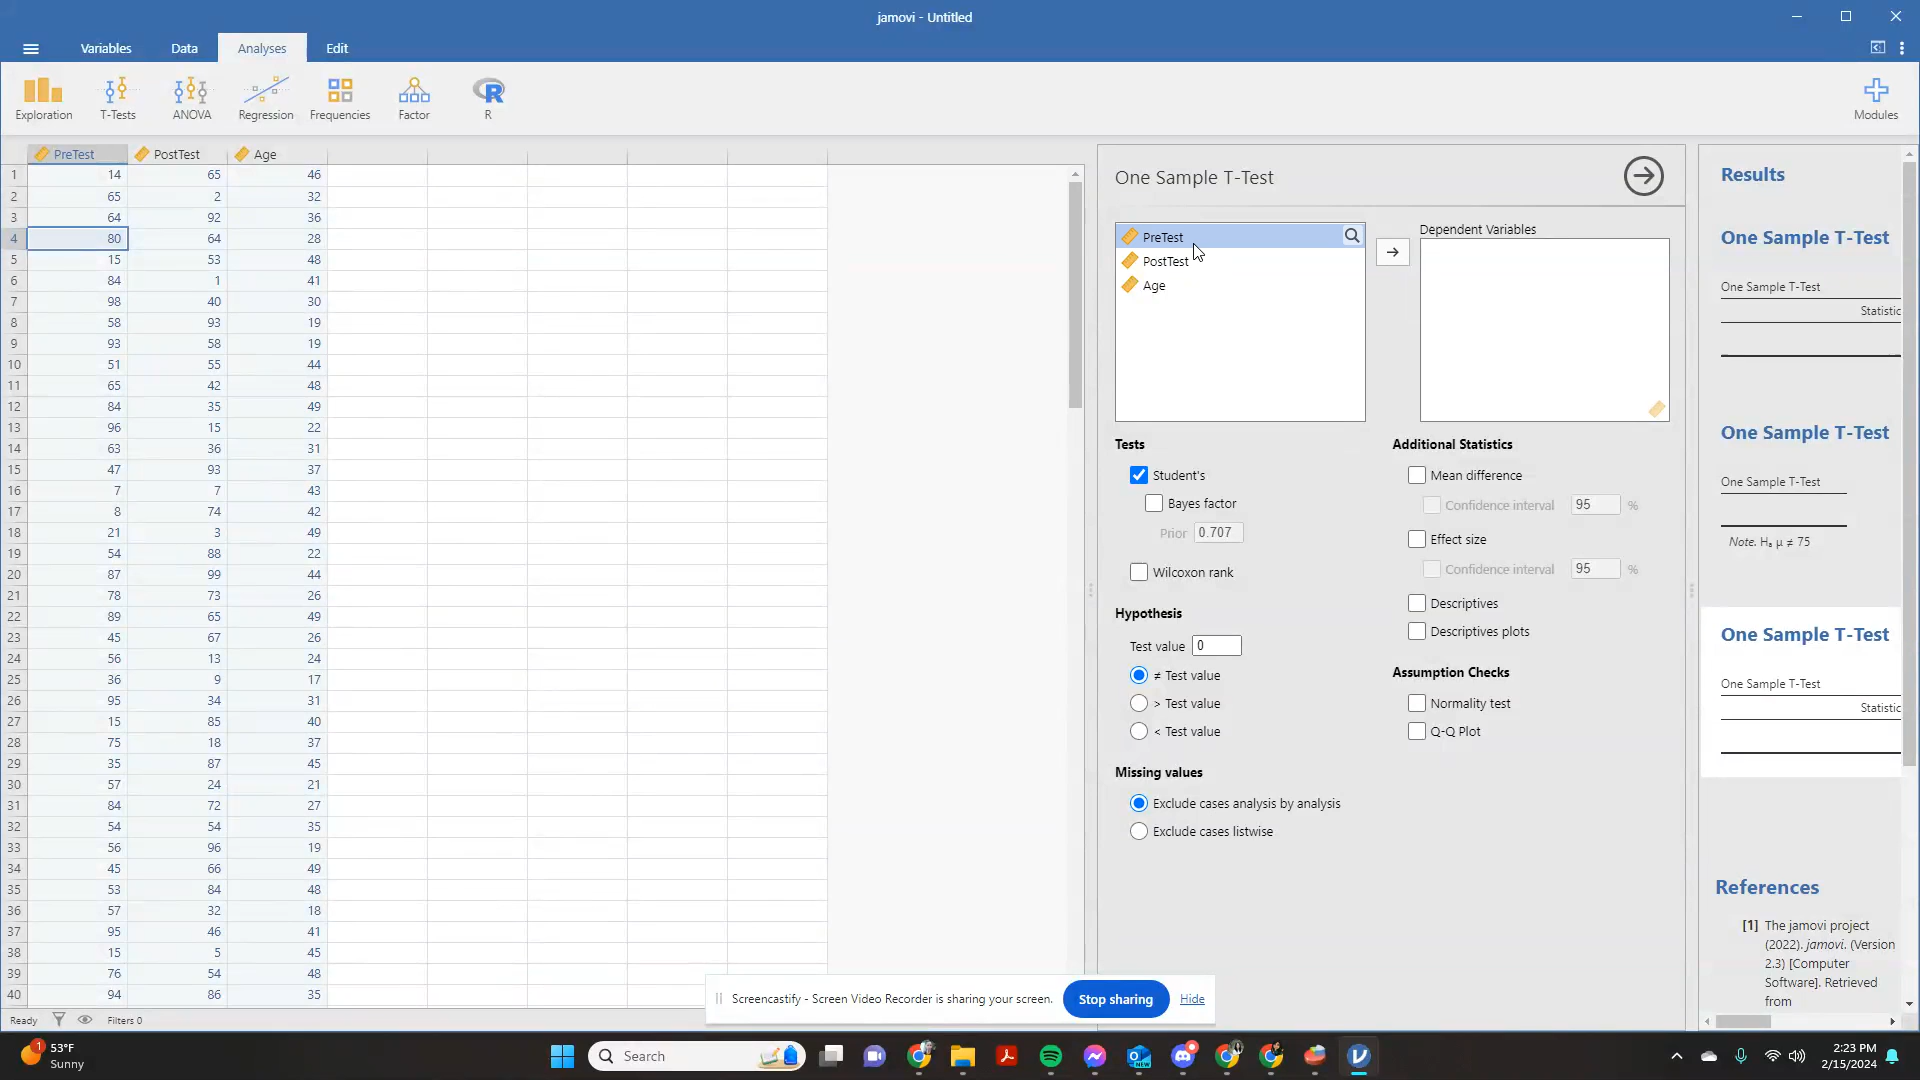 jamovi - Untitled
Variables Data Analyses Edit
Exploration T-Tests ANOVA Regression Frequencies Factor R Modules
PreTest PostTest Age
1 14 65 46
2 65 2 32
3 64 92 36
4 80 64 28
5 15 53 48
6 84 1 41
7 98 40 30
8 58 93 19
9 93 58 19
10 51 55 44
11 65 42 48
12 84 35 49
13 96 15 22
14 63 36 31
15 47 93 37
16 7 7 43
17 8 74 42
18 21 3 49
19 54 88 22
20 87 99 44
21 78 73 26
22 89 65 49
23 45 67 26
24 56 13 24
25 36 9 17
26 95 34 31
27 15 85 40
28 75 18 37
29 35 87 45
30 57 24 21
31 84 72 27
32 54 54 35
33 56 96 19
34 45 66 49
35 53 84 48
36 57 32 18
37 95 46 41
38 15 5 45
39 76 54 48
40 94 86 35
Ready Filters 0
One Sample T-Test
PreTest
PostTest
Age
Dependent Variables
Tests
Student's
Bayes factor
Prior 0.707
Wilcoxon rank
Hypothesis
Test value 0
≠ Test value
> Test value
< Test value
Missing values
Exclude cases analysis by analysis
Exclude cases listwise
Additional Statistics
Mean difference
Confidence interval 95 %
Effect size
Confidence interval 95 %
Descriptives
Descriptives plots
Assumption Checks
Normality test
Q-Q Plot
Results
One Sample T-Test
One Sample T-Test
Statistic
One Sample T-Test
One Sample T-Test
Note. Hₐ μ ≠ 75
One Sample T-Test
One Sample T-Test
Statistic
References
[1] The jamovi project
(2022). jamovi. (Version
2.3) [Computer
Software]. Retrieved
from
Screencastify - Screen Video Recorder is sharing your screen. Stop sharing Hide
1
53°F
Sunny
Search
NEW
2:23 PM
2/15/2024